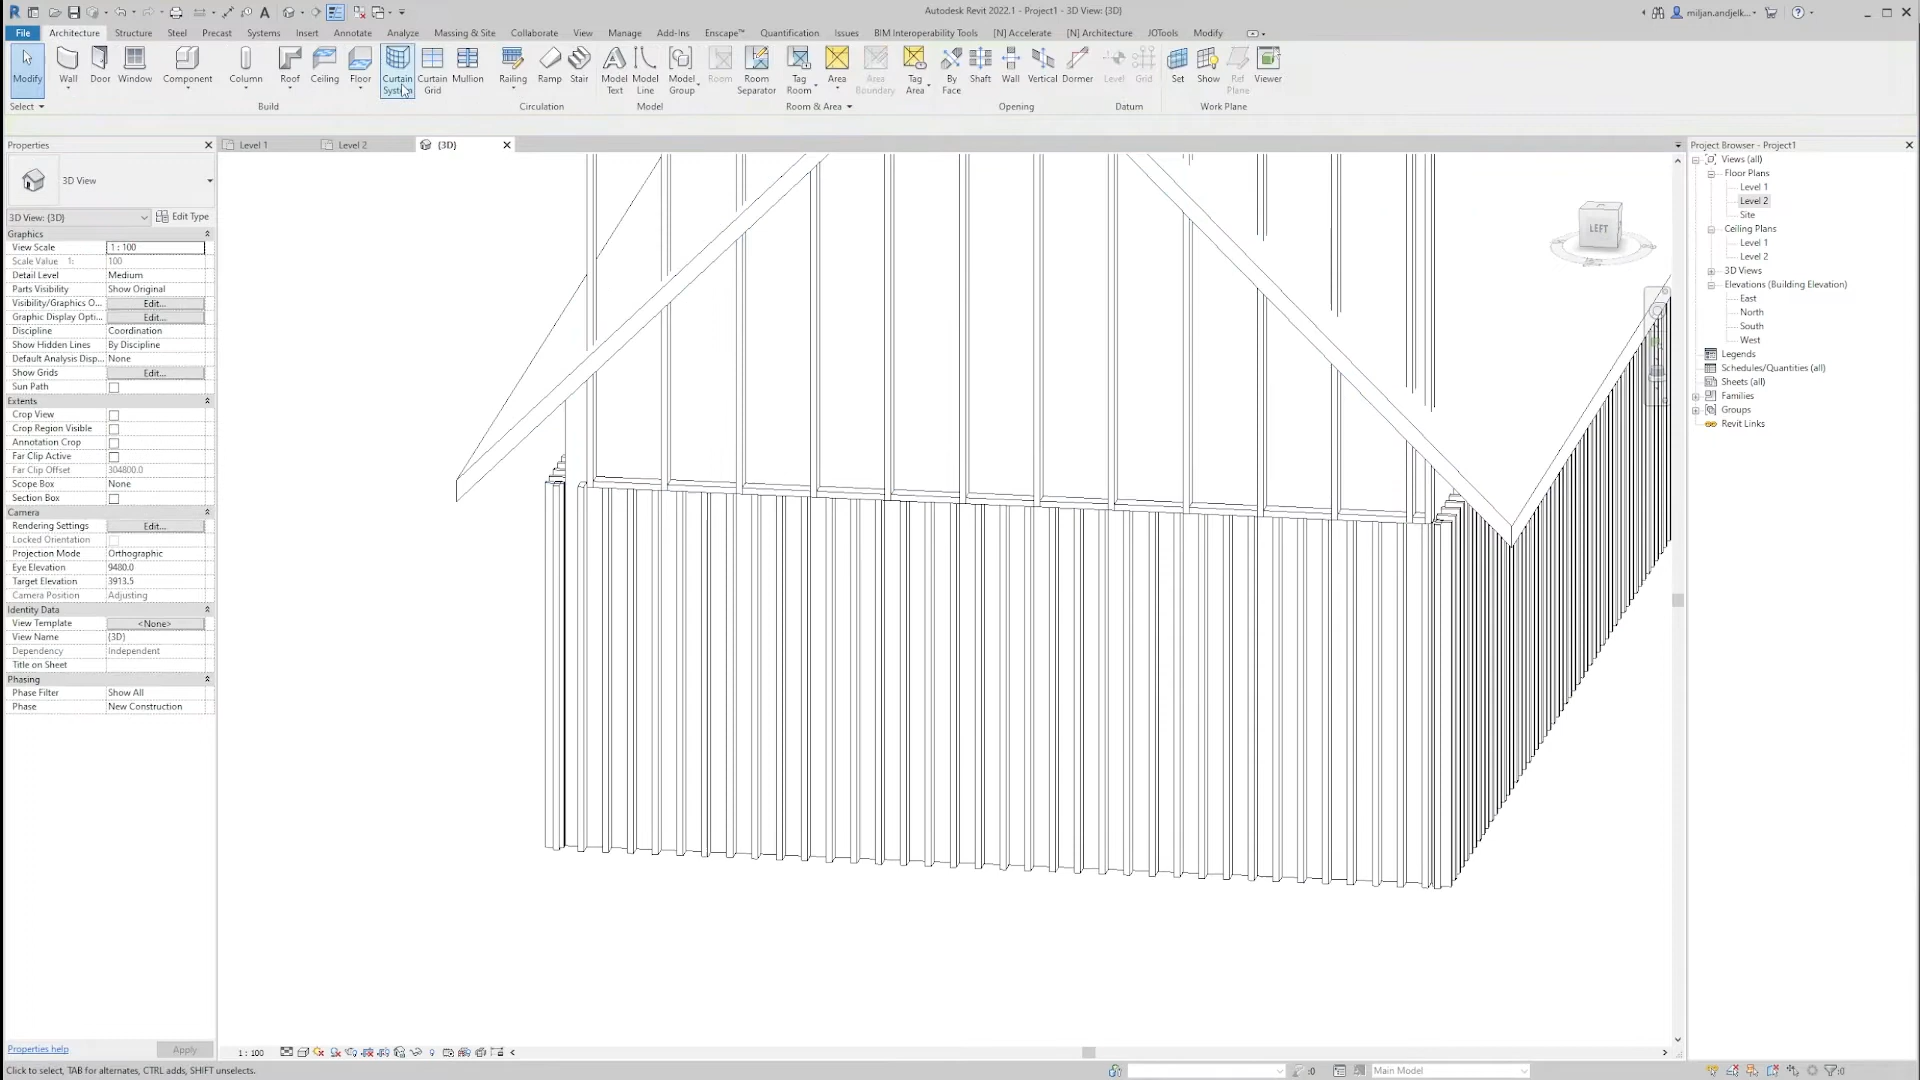 Autodesk Revit 2022.1 - Project1 - 3D View: {3D}
miljan.andjelk...
File Architecture Structure Steel Precast Systems Insert Annotate Analyze Massing & Site Collaborate View Manage Add-Ins Enscape™ Quantification Issues BIM Interoperability Tools [N] Accelerate [N] Architecture JOTools Modify
Modify Wall Door Window Component Column Roof Ceiling Floor Curtain System Curtain Grid Mullion Railing Ramp Stair Model Text Model Line Model Group Room Room Separator Tag Room Area Area Boundary Tag Area By Face Shaft Wall Vertical Dormer Level Grid Set Show Ref Plane Viewer
Select Build Circulation Model Room & Area Opening Datum Work Plane
Properties
Level 1 Level 2 {3D}
Project Browser - Project1
3D View
3D View: {3D} Edit Type
Graphics
View Scale 1 : 100
Scale Value 1: 100
Detail Level Medium
Parts Visibility Show Original
Visibility/Graphics O... Edit...
Graphic Display Opti... Edit...
Discipline Coordination
Show Hidden Lines By Discipline
Default Analysis Disp... None
Show Grids Edit...
Sun Path
Extents
Crop View
Crop Region Visible
Annotation Crop
Far Clip Active
Far Clip Offset 304800.0
Scope Box None
Section Box
Camera
Rendering Settings Edit...
Locked Orientation
Projection Mode Orthographic
Eye Elevation 9480.0
Target Elevation 3913.5
Camera Position Adjusting
Identity Data
View Template <None>
View Name {3D}
Dependency Independent
Title on Sheet
Phasing
Phase Filter Show All
Phase New Construction
Properties help Apply
LEFT
Views (all)
Floor Plans
Level 1
Level 2
Site
Ceiling Plans
Level 1
Level 2
3D Views
Elevations (Building Elevation)
East
North
South
West
Legends
Schedules/Quantities (all)
Sheets (all)
Families
Groups
Revit Links
1 : 100
Click to select, TAB for alternates, CTRL adds, SHIFT unselects.
:0 Main Model :0